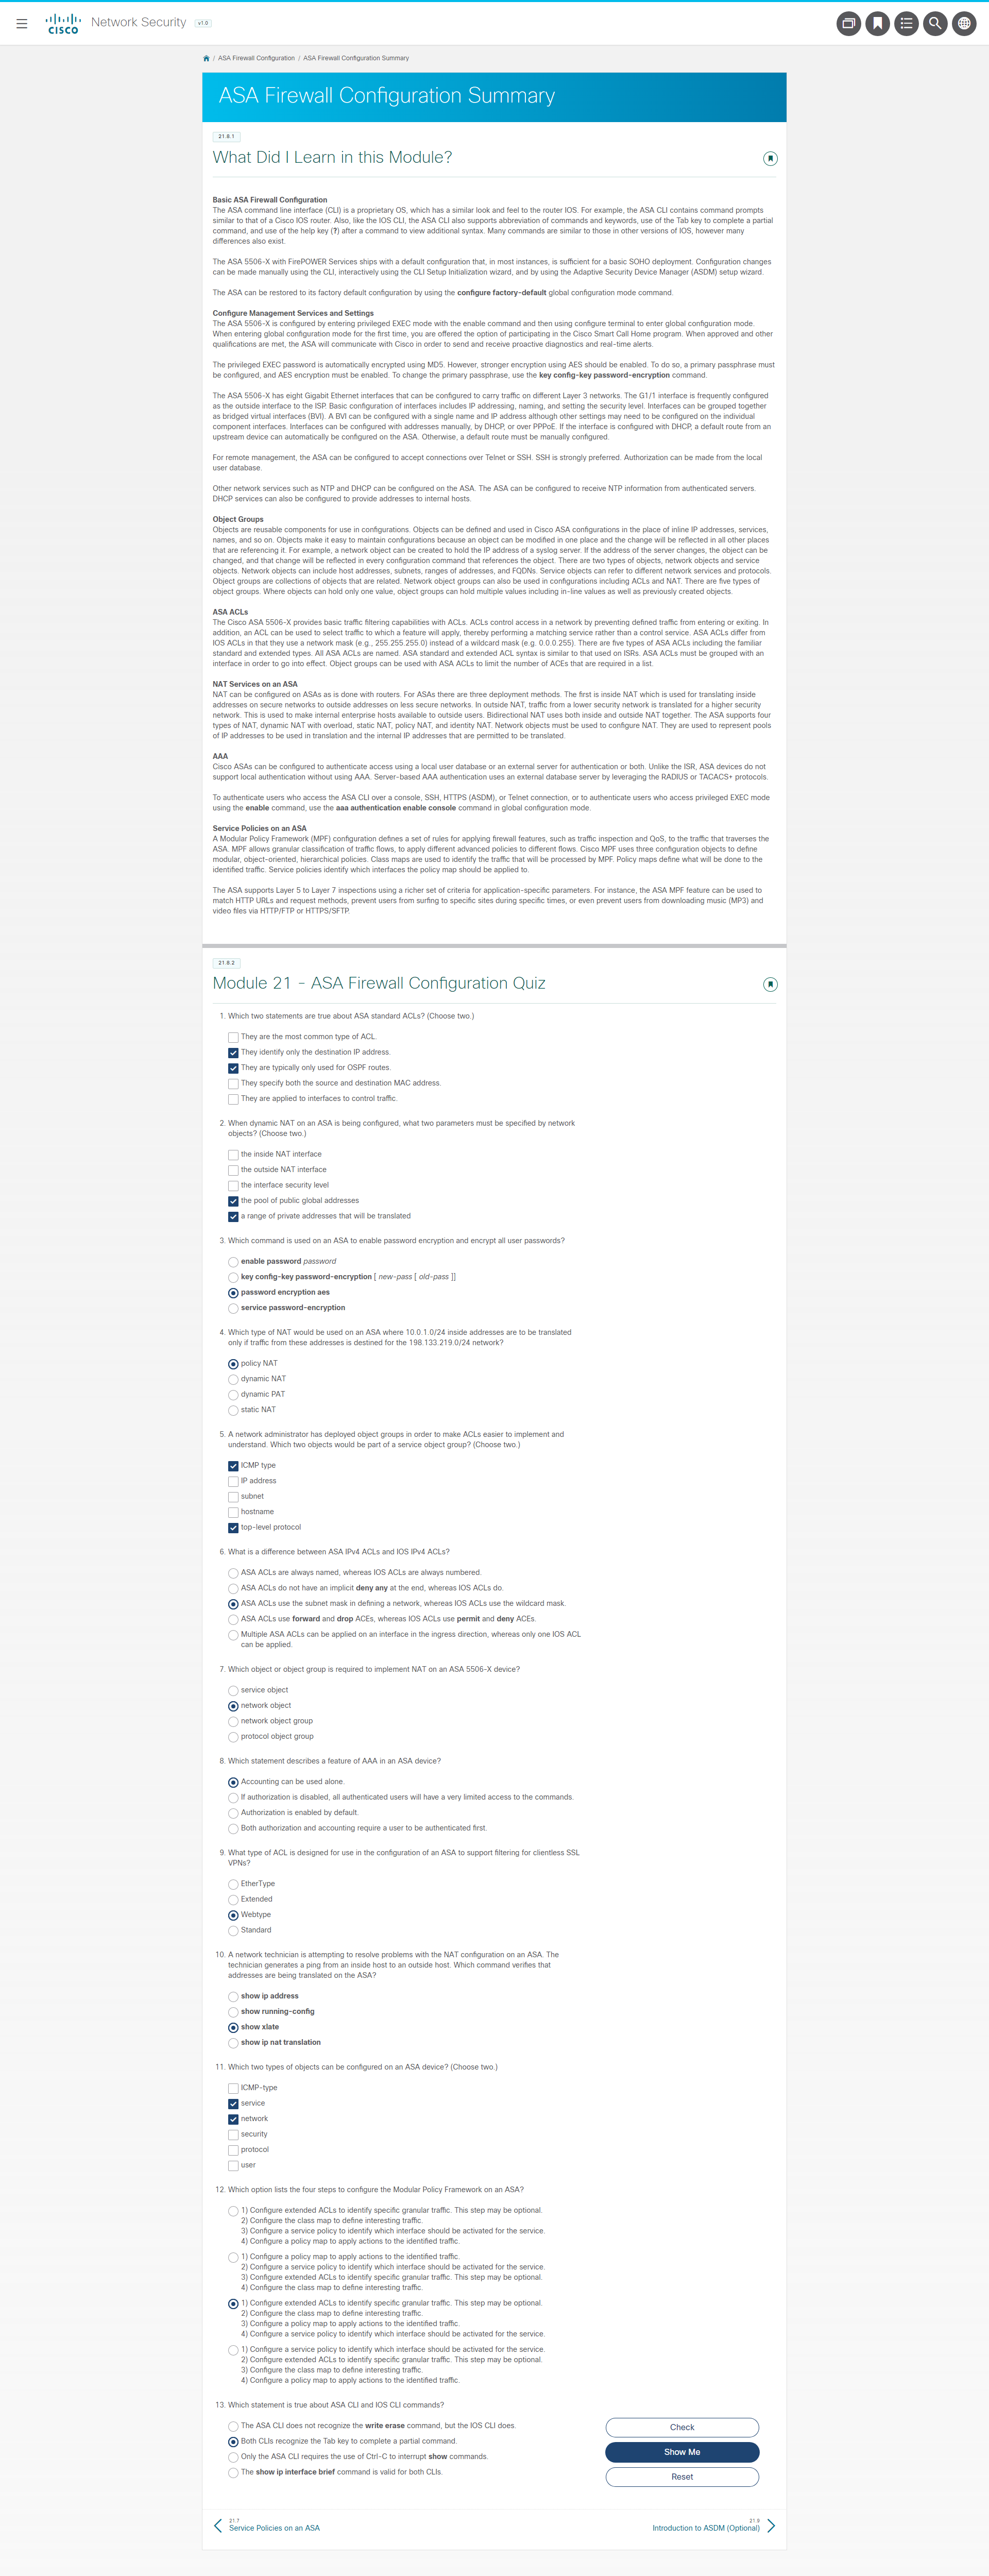 CISCO
Network Security
v1.0
/ ASA Firewall Configuration / ASA Firewall Configuration Summary
ASA Firewall Configuration Summary
21.8.1
What Did I Learn in this Module?
Basic ASA Firewall Configuration
The ASA command line interface (CLI) is a proprietary OS, which has a similar look and feel to the router IOS. For example, the ASA CLI contains command prompts
similar to that of a Cisco IOS router. Also, like the IOS CLI, the ASA CLI also supports abbreviation of commands and keywords, use of the Tab key to complete a partial
command, and use of the help key (?) after a command to view additional syntax. Many commands are similar to those in other versions of IOS, however many
differences also exist.
The ASA 5506-X with FirePOWER Services ships with a default configuration that, in most instances, is sufficient for a basic SOHO deployment. Configuration changes
can be made manually using the CLI, interactively using the CLI Setup Initialization wizard, and by using the Adaptive Security Device Manager (ASDM) setup wizard.
The ASA can be restored to its factory default configuration by using the configure factory-default global configuration mode command.
Configure Management Services and Settings
The ASA 5506-X is configured by entering privileged EXEC mode with the enable command and then using configure terminal to enter global configuration mode.
When entering global configuration mode for the first time, you are offered the option of participating in the Cisco Smart Call Home program. When approved and other
qualifications are met, the ASA will communicate with Cisco in order to send and receive proactive diagnostics and real-time alerts.
The privileged EXEC password is automatically encrypted using MD5. However, stronger encryption using AES should be enabled. To do so, a primary passphrase must
be configured, and AES encryption must be enabled. To change the primary passphrase, use the key config-key password-encryption command.
The ASA 5506-X has eight Gigabit Ethernet interfaces that can be configured to carry traffic on different Layer 3 networks. The G1/1 interface is frequently configured
as the outside interface to the ISP. Basic configuration of interfaces includes IP addressing, naming, and setting the security level. Interfaces can be grouped together
as bridged virtual interfaces (BVI). A BVI can be configured with a single name and IP address although other settings may need to be configured on the individual
component interfaces. Interfaces can be configured with addresses manually, by DHCP, or over PPPoE. If the interface is configured with DHCP, a default route from an
upstream device can automatically be configured on the ASA. Otherwise, a default route must be manually configured.
For remote management, the ASA can be configured to accept connections over Telnet or SSH. SSH is strongly preferred. Authorization can be made from the local
user database.
Other network services such as NTP and DHCP can be configured on the ASA. The ASA can be configured to receive NTP information from authenticated servers.
DHCP services can also be configured to provide addresses to internal hosts.
Object Groups
Objects are reusable components for use in configurations. Objects can be defined and used in Cisco ASA configurations in the place of inline IP addresses, services,
names, and so on. Objects make it easy to maintain configurations because an object can be modified in one place and the change will be reflected in all other places
that are referencing it. For example, a network object can be created to hold the IP address of a syslog server. If the address of the server changes, the object can be
changed, and that change will be reflected in every configuration command that references the object. There are two types of objects, network objects and service
objects. Network objects can include host addresses, subnets, ranges of addresses, and FQDNs. Service objects can refer to different network services and protocols.
Object groups are collections of objects that are related. Network object groups can also be used in configurations including ACLs and NAT. There are five types of
object groups. Where objects can hold only one value, object groups can hold multiple values including in-line values as well as previously created objects.
ASA ACLs
The Cisco ASA 5506-X provides basic traffic filtering capabilities with ACLs. ACLs control access in a network by preventing defined traffic from entering or exiting. In
addition, an ACL can be used to select traffic to which a feature will apply, thereby performing a matching service rather than a control service. ASA ACLs differ from
IOS ACLs in that they use a network mask (e.g., 255.255.255.0) instead of a wildcard mask (e.g. 0.0.0.255). There are five types of ASA ACLs including the familiar
standard and extended types. All ASA ACLs are named. ASA standard and extended ACL syntax is similar to that used on ISRs. ASA ACLs must be grouped with an
interface in order to go into effect. Object groups can be used with ASA ACLs to limit the number of ACEs that are required in a list.
NAT Services on an ASA
NAT can be configured on ASAs as is done with routers. For ASAs there are three deployment methods. The first is inside NAT which is used for translating inside
addresses on secure networks to outside addresses on less secure networks. In outside NAT, traffic from a lower security network is translated for a higher security
network. This is used to make internal enterprise hosts available to outside users. Bidirectional NAT uses both inside and outside NAT together. The ASA supports four
types of NAT, dynamic NAT with overload, static NAT, policy NAT, and identity NAT. Network objects must be used to configure NAT. They are used to represent pools
of IP addresses to be used in translation and the internal IP addresses that are permitted to be translated.
AAA
Cisco ASAs can be configured to authenticate access using a local user database or an external server for authentication or both. Unlike the ISR, ASA devices do not
support local authentication without using AAA. Server-based AAA authentication uses an external database server by leveraging the RADIUS or TACACS+ protocols.
To authenticate users who access the ASA CLI over a console, SSH, HTTPS (ASDM), or Telnet connection, or to authenticate users who access privileged EXEC mode
using the enable command, use the aaa authentication enable console command in global configuration mode.
Service Policies on an ASA
A Modular Policy Framework (MPF) configuration defines a set of rules for applying firewall features, such as traffic inspection and QoS, to the traffic that traverses the
ASA. MPF allows granular classification of traffic flows, to apply different advanced policies to different flows. Cisco MPF uses three configuration objects to define
modular, object-oriented, hierarchical policies. Class maps are used to identify the traffic that will be processed by MPF. Policy maps define what will be done to the
identified traffic. Service policies identify which interfaces the policy map should be applied to.
The ASA supports Layer 5 to Layer 7 inspections using a richer set of criteria for application-specific parameters. For instance, the ASA MPF feature can be used to
match HTTP URLs and request methods, prevent users from surfing to specific sites during specific times, or even prevent users from downloading music (MP3) and
video files via HTTP/FTP or HTTPS/SFTP.
21.8.2
Module 21 - ASA Firewall Configuration Quiz
1. Which two statements are true about ASA standard ACLs? (Choose two.)
They are the most common type of ACL.
They identify only the destination IP address.
They are typically only used for OSPF routes.
They specify both the source and destination MAC address.
They are applied to interfaces to control traffic.
2. When dynamic NAT on an ASA is being configured, what two parameters must be specified by network
objects? (Choose two.)
the inside NAT interface
the outside NAT interface
the interface security level
the pool of public global addresses
a range of private addresses that will be translated
3. Which command is used on an ASA to enable password encryption and encrypt all user passwords?
enable password password
key config-key password-encryption [ new-pass [ old-pass ]]
password encryption aes
service password-encryption
4. Which type of NAT would be used on an ASA where 10.0.1.0/24 inside addresses are to be translated
only if traffic from these addresses is destined for the 198.133.219.0/24 network?
policy NAT
dynamic NAT
dynamic PAT
static NAT
5. A network administrator has deployed object groups in order to make ACLs easier to implement and
understand. Which two objects would be part of a service object group? (Choose two.)
ICMP type
IP address
subnet
hostname
top-level protocol
6. What is a difference between ASA IPv4 ACLs and IOS IPv4 ACLs?
ASA ACLs are always named, whereas IOS ACLs are always numbered.
ASA ACLs do not have an implicit deny any at the end, whereas IOS ACLs do.
ASA ACLs use the subnet mask in defining a network, whereas IOS ACLs use the wildcard mask.
ASA ACLs use forward and drop ACEs, whereas IOS ACLs use permit and deny ACEs.
Multiple ASA ACLs can be applied on an interface in the ingress direction, whereas only one IOS ACL
can be applied.
7. Which object or object group is required to implement NAT on an ASA 5506-X device?
service object
network object
network object group
protocol object group
8. Which statement describes a feature of AAA in an ASA device?
Accounting can be used alone.
If authorization is disabled, all authenticated users will have a very limited access to the commands.
Authorization is enabled by default.
Both authorization and accounting require a user to be authenticated first.
9. What type of ACL is designed for use in the configuration of an ASA to support filtering for clientless SSL
VPNs?
EtherType
Extended
Webtype
Standard
10. A network technician is attempting to resolve problems with the NAT configuration on an ASA. The
technician generates a ping from an inside host to an outside host. Which command verifies that
addresses are being translated on the ASA?
show ip address
show running-config
show xlate
show ip nat translation
11. Which two types of objects can be configured on an ASA device? (Choose two.)
ICMP-type
service
network
security
protocol
user
12. Which option lists the four steps to configure the Modular Policy Framework on an ASA?
1) Configure extended ACLs to identify specific granular traffic. This step may be optional.
2) Configure the class map to define interesting traffic.
3) Configure a service policy to identify which interface should be activated for the service.
4) Configure a policy map to apply actions to the identified traffic.
1) Configure a policy map to apply actions to the identified traffic.
2) Configure a service policy to identify which interface should be activated for the service.
3) Configure extended ACLs to identify specific granular traffic. This step may be optional.
4) Configure the class map to define interesting traffic.
1) Configure extended ACLs to identify specific granular traffic. This step may be optional.
2) Configure the class map to define interesting traffic.
3) Configure a policy map to apply actions to the identified traffic.
4) Configure a service policy to identify which interface should be activated for the service.
1) Configure a service policy to identify which interface should be activated for the service.
2) Configure extended ACLs to identify specific granular traffic. This step may be optional.
3) Configure the class map to define interesting traffic.
4) Configure a policy map to apply actions to the identified traffic.
13. Which statement is true about ASA CLI and IOS CLI commands?
The ASA CLI does not recognize the write erase command, but the IOS CLI does.
Both CLIs recognize the Tab key to complete a partial command.
Only the ASA CLI requires the use of Ctrl-C to interrupt show commands.
The show ip interface brief command is valid for both CLIs.
Check
Show Me
Reset
21.7
Service Policies on an ASA
21.9
Introduction to ASDM (Optional)